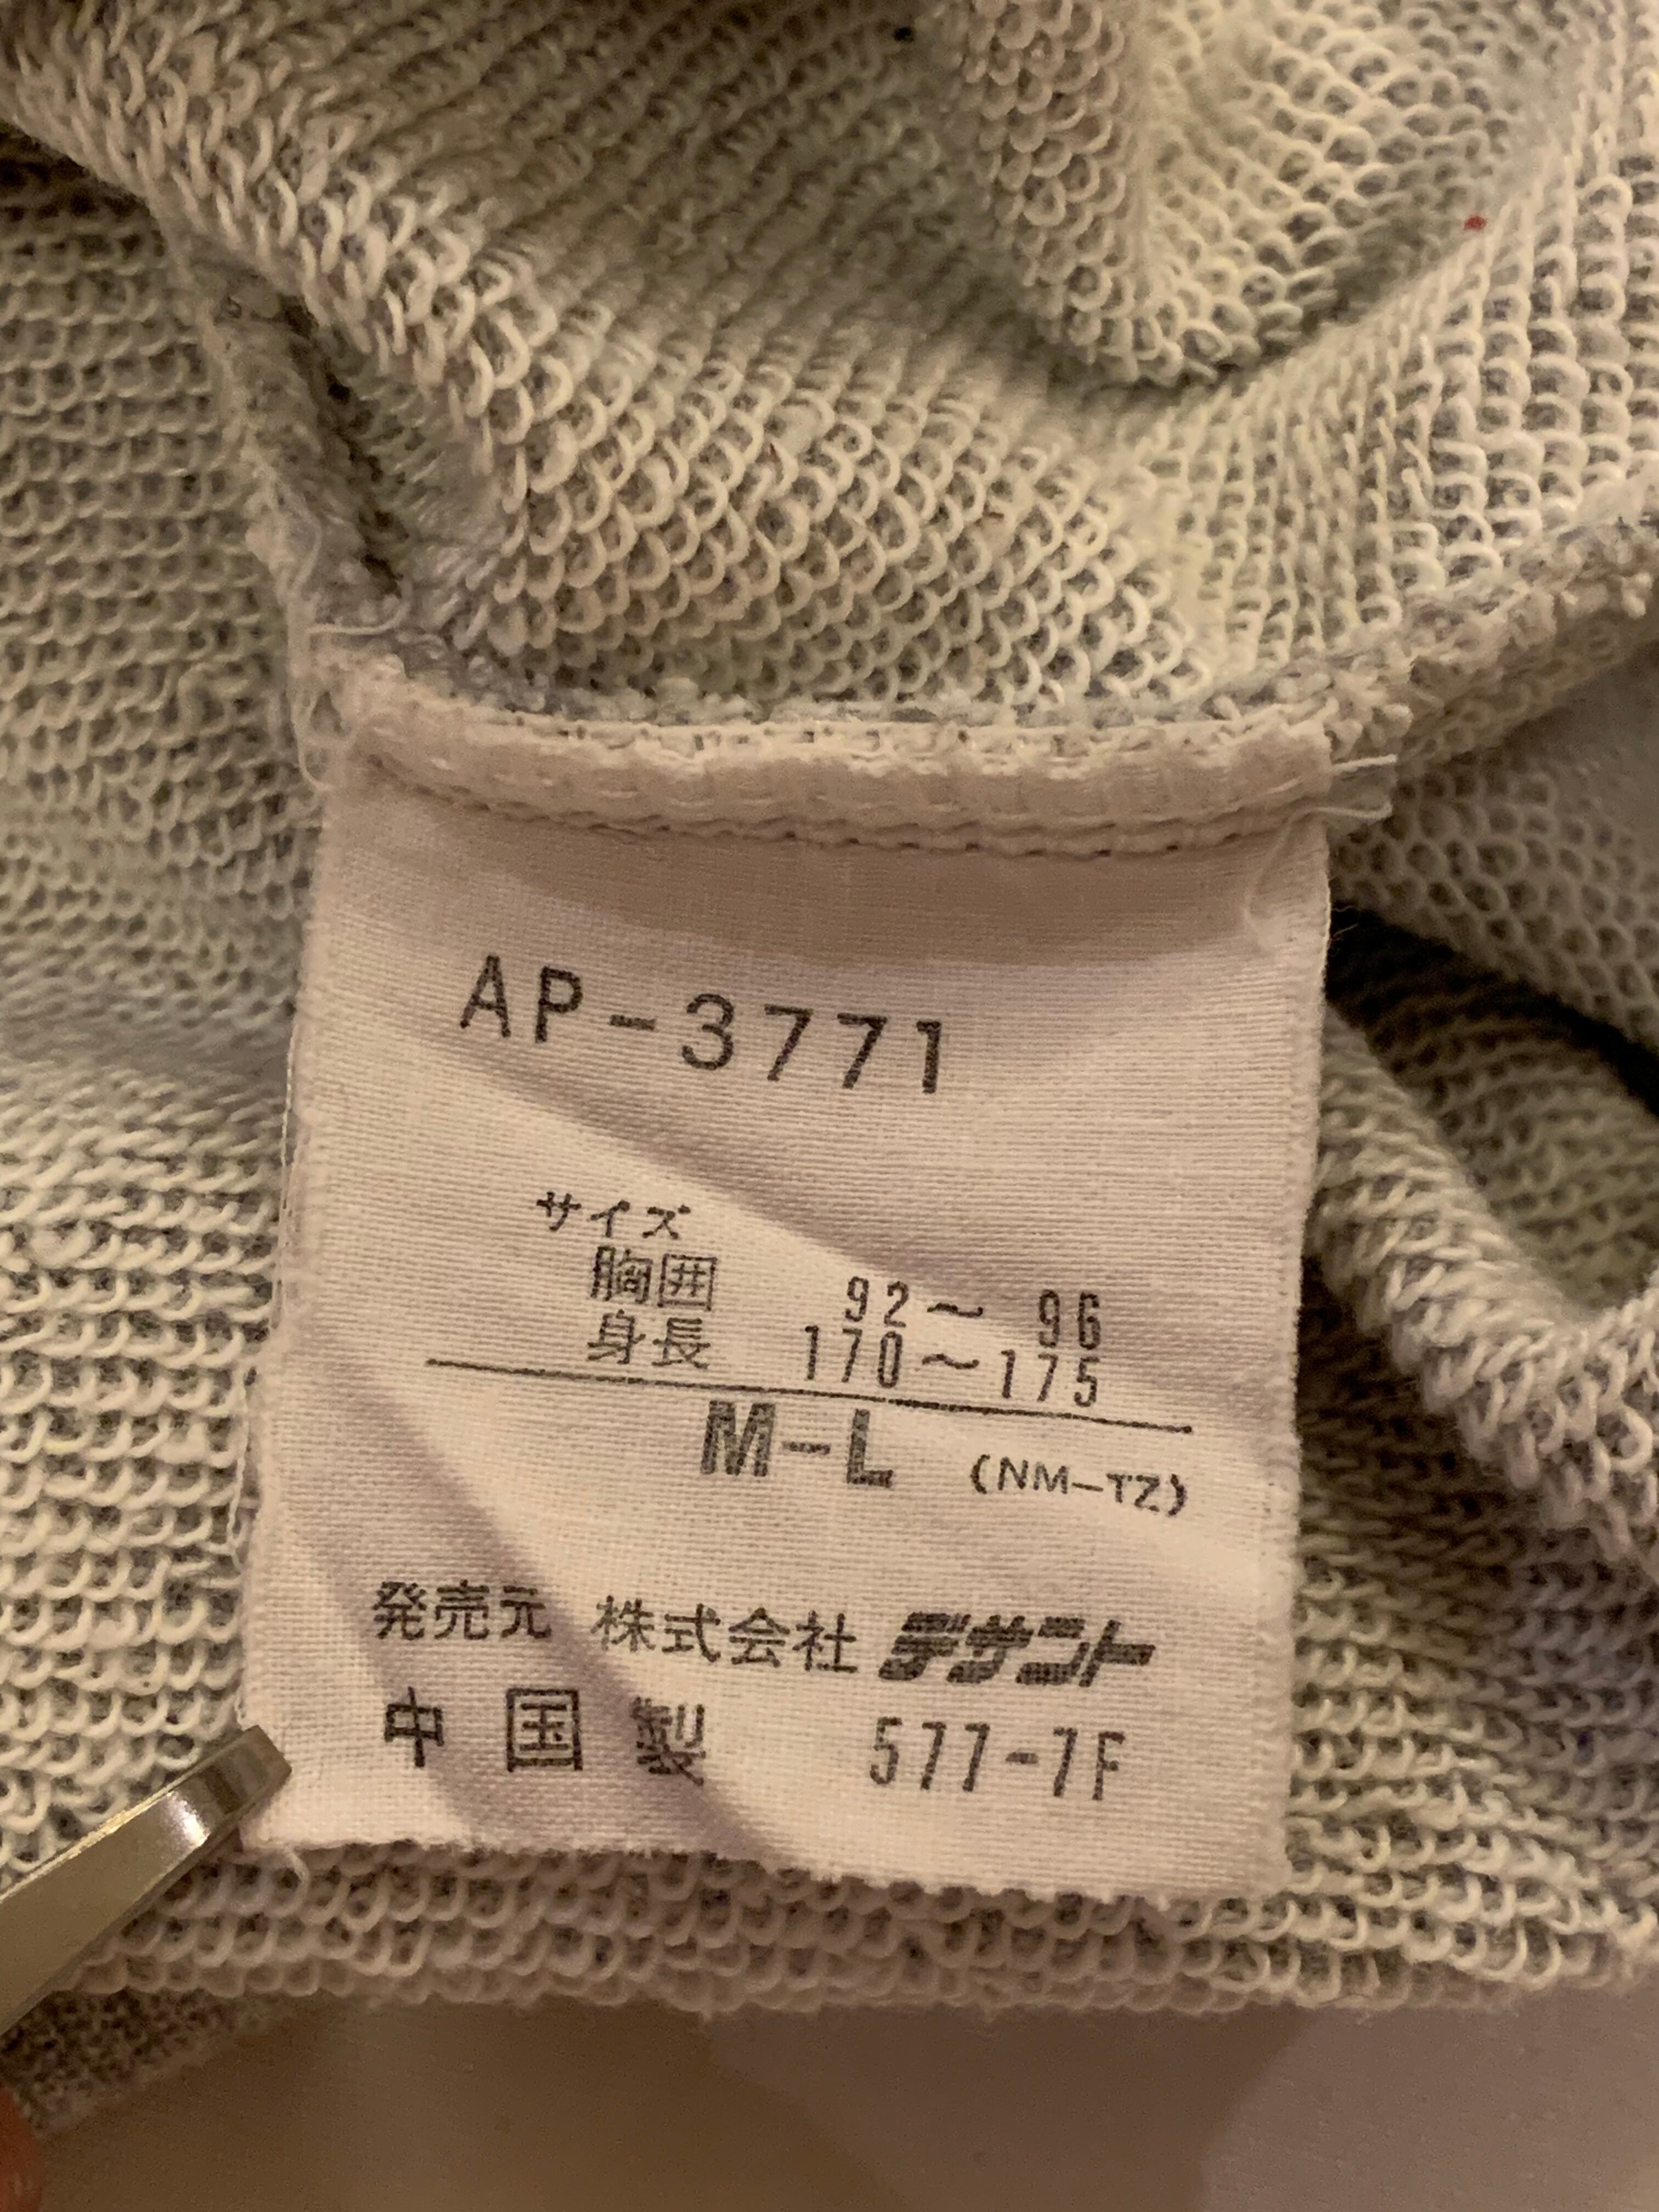 AP-3771
サイズ
胸囲 92〜 96
身長 170〜175
M-L (NM-TZ)
発売元 株式会社 デサント
中国製 577-7F